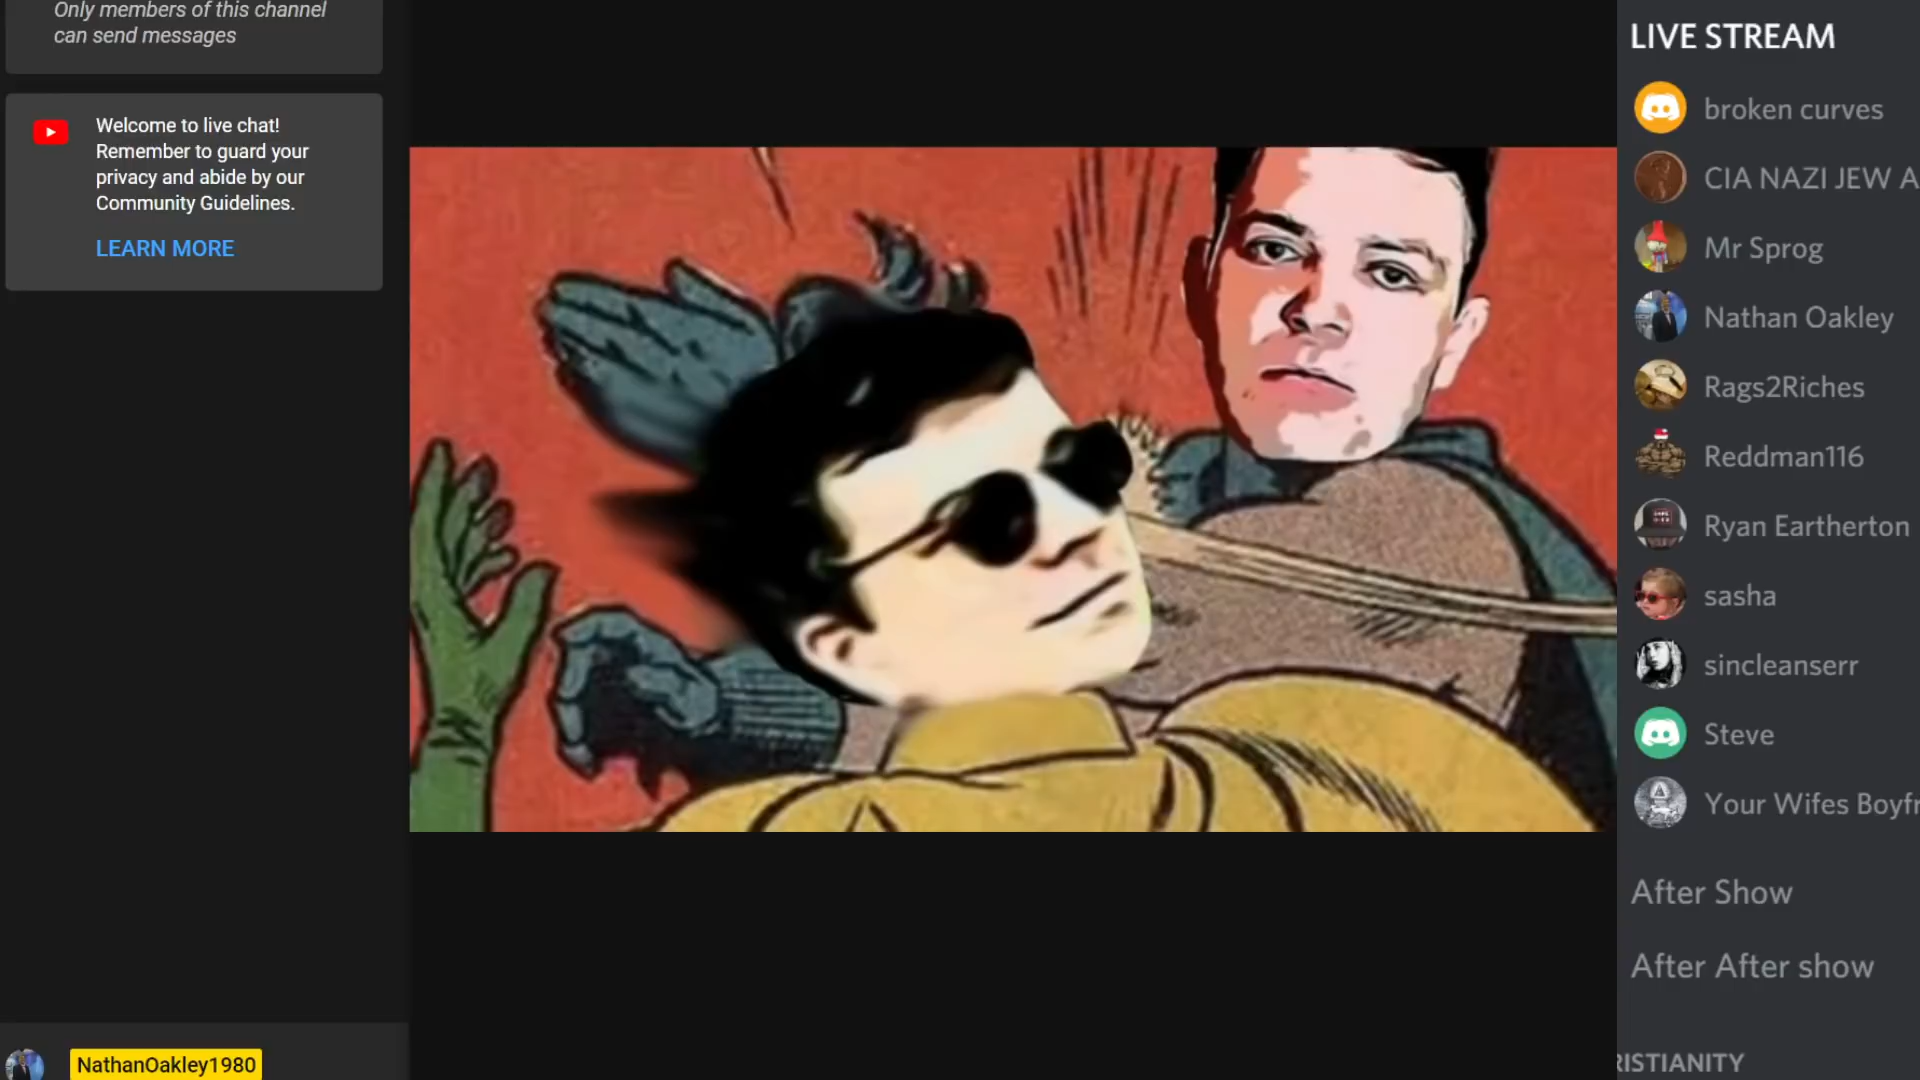 Only members of this channel
can send messages
Welcome to live chat!
Remember to guard your
privacy and abide by our
Community Guidelines.
LEARN MORE
NathanOakley1980
LIVE STREAM
broken curves
CIA NAZI JEW A
Mr Sprog
Nathan Oakley
Rags2Riches
Reddman116
Ryan Eartherton
sasha
sincleanserr
Steve
Your Wifes Boyfr
After Show
After After show
RISTIANITY